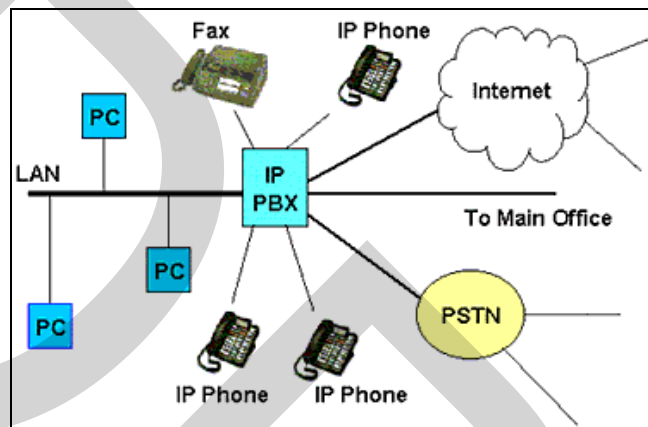 Fax
IP Phone
Internet
PC
LAN
IP
PBX
To Main Office
PC
PC
PSTN
IP Phone
IP Phone